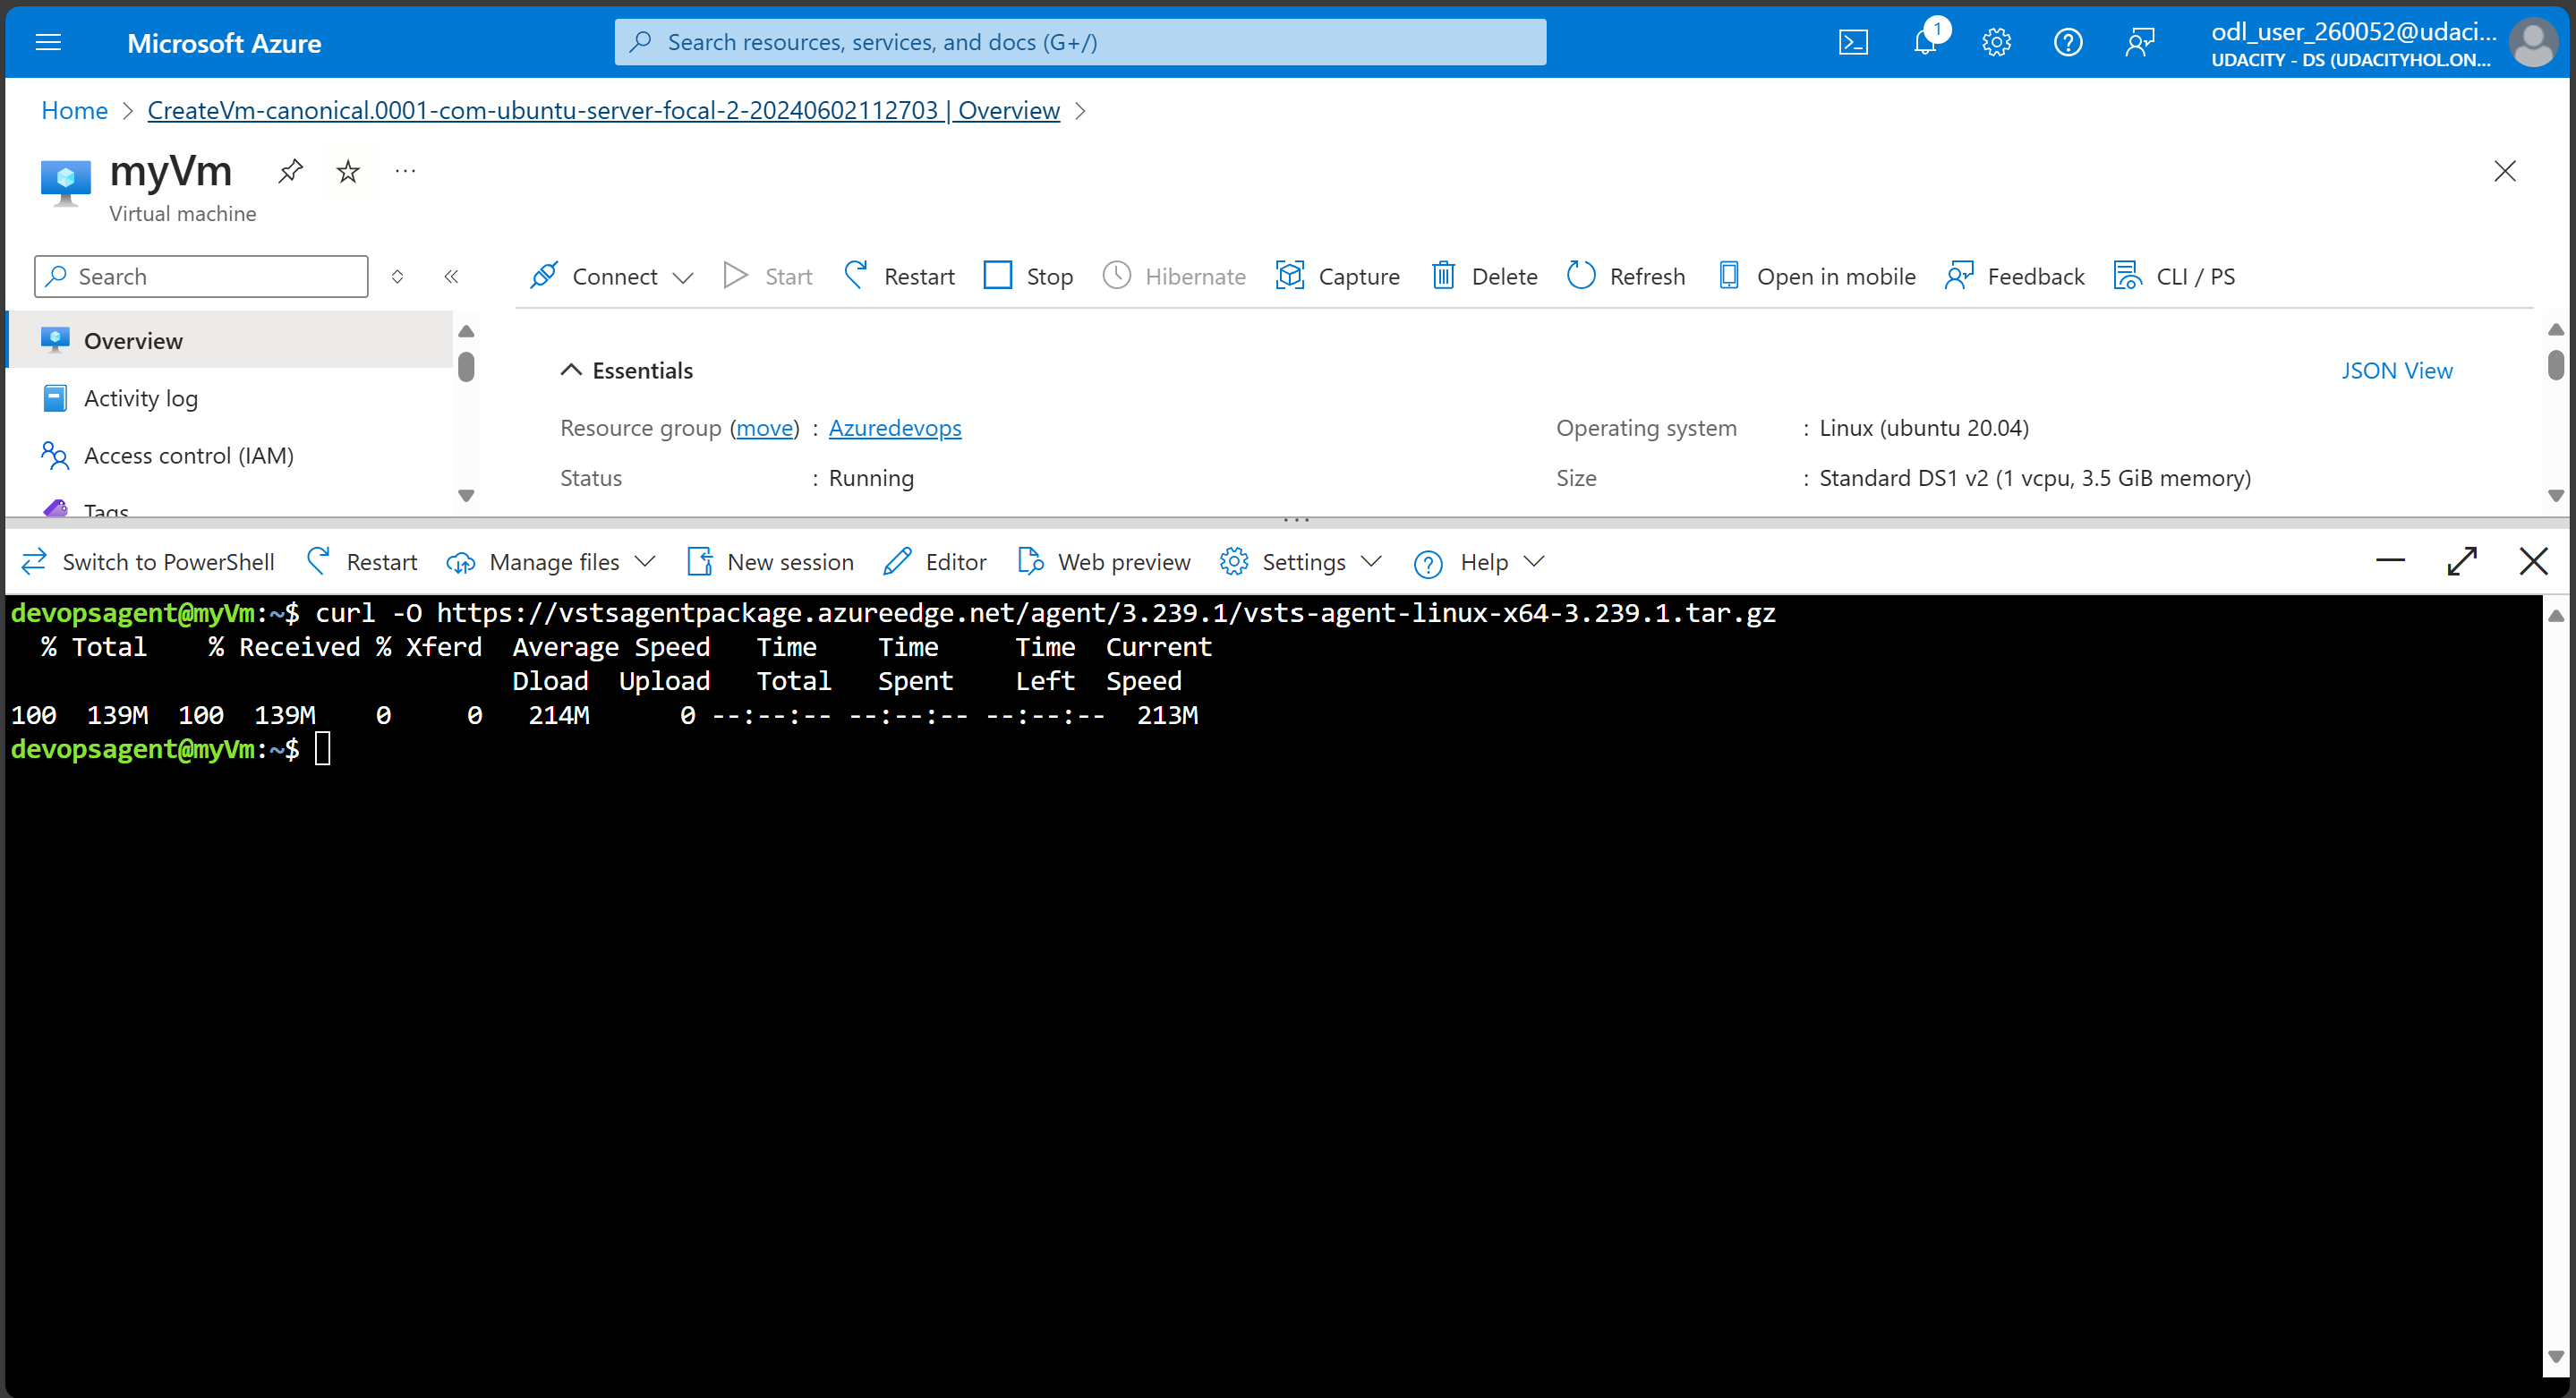 Microsoft Azure
Search resources, services, and docs (G+/)
1
odl_user_260052@udaci...
UDACITY - DS (UDACITYHOL.ON...
Home > CreateVm-canonical.0001-com-ubuntu-server-focal-2-20240602112703 | Overview >
myVm
Virtual machine
Search
Connect
Start
Restart
Stop
Hibernate
Capture
Delete
Refresh
Open in mobile
Feedback
CLI / PS
Overview
Activity log
Access control (IAM)
Tags
Essentials
JSON View
Resource group (move) : Azuredevops
Operating system : Linux (ubuntu 20.04)
Status : Running
Size : Standard DS1 v2 (1 vcpu, 3.5 GiB memory)
Switch to PowerShell
Restart
Manage files
New session
Editor
Web preview
Settings
Help
devopsagent@myVm:~$ curl -O https://vstsagentpackage.azureedge.net/agent/3.239.1/vsts-agent-linux-x64-3.239.1.tar.gz
  % Total    % Received % Xferd  Average Speed   Time    Time     Time  Current
                                 Dload  Upload   Total   Spent    Left  Speed
100  139M  100  139M    0     0   214M      0 --:--:-- --:--:-- --:--:--  213M
devopsagent@myVm:~$